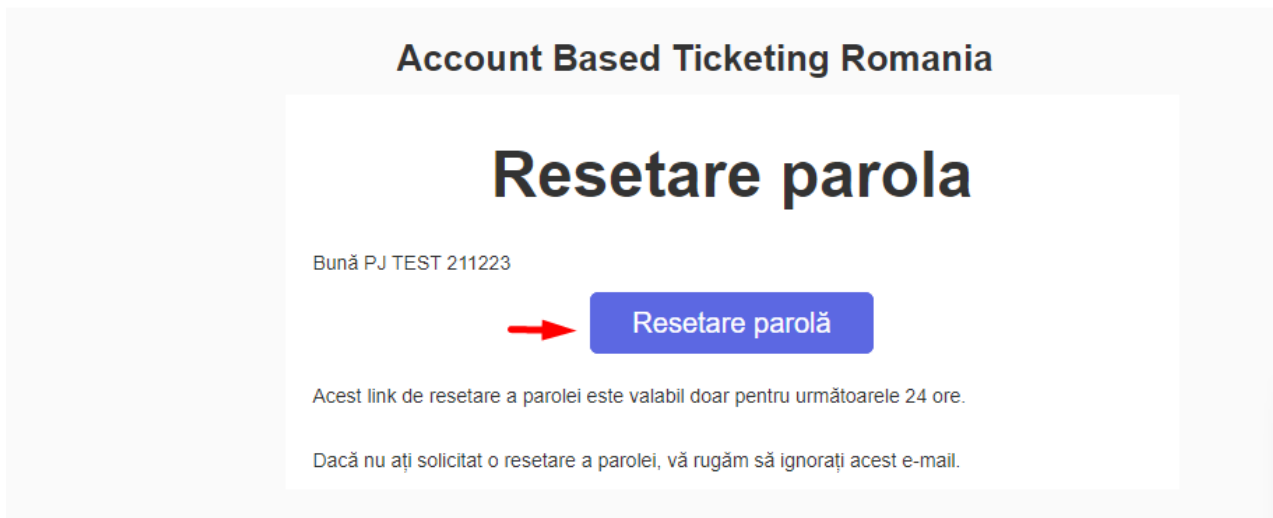 Account Based Ticketing Romania
Resetare parola
Bună PJ TEST 211223
Resetare parolă
Acest link de resetare a parolei este valabil doar pentru următoarele 24 ore.
Dacă nu ați solicitat o resetare a parolei, vă rugăm să ignorați acest e-mail.